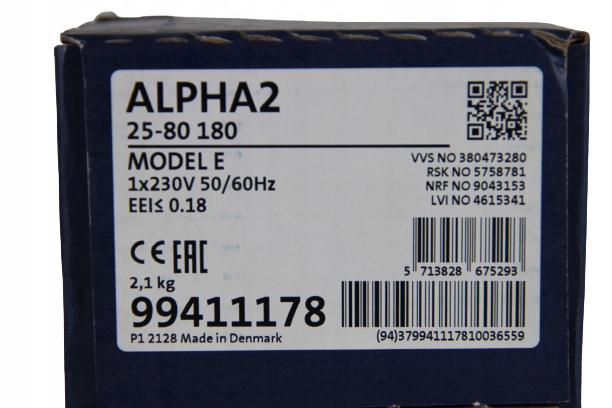 ALPHA2
25-80 180
MODEL E
1x230V 50/60Hz
EEI≤ 0.18
VVS NO 380473280
RSK NO 5758781
NRF NO 9043153
LVI NO 4615341
CE EAC
5 713828 675293
2,1 kg
99411178
P1 2128 Made in Denmark
(94)379941117810036559